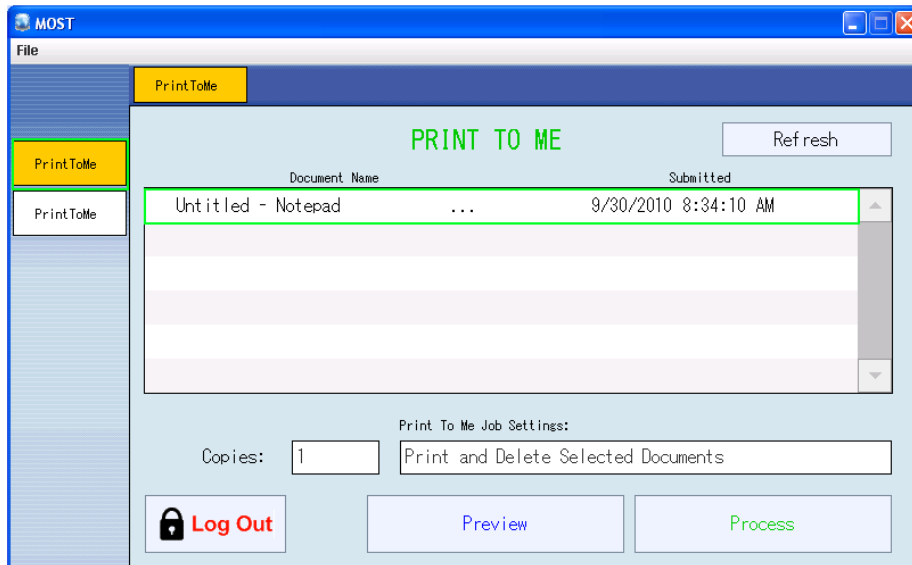 MOST
File
PrintToMe
PRINT TO ME
Refresh
PrintToMe
Document Name Submitted
Untitled - Notepad ... 9/30/2010 8:34:10 AM
PrintToMe
Print To Me Job Settings:
Copies: 1 Print and Delete Selected Documents
Log Out Preview Process